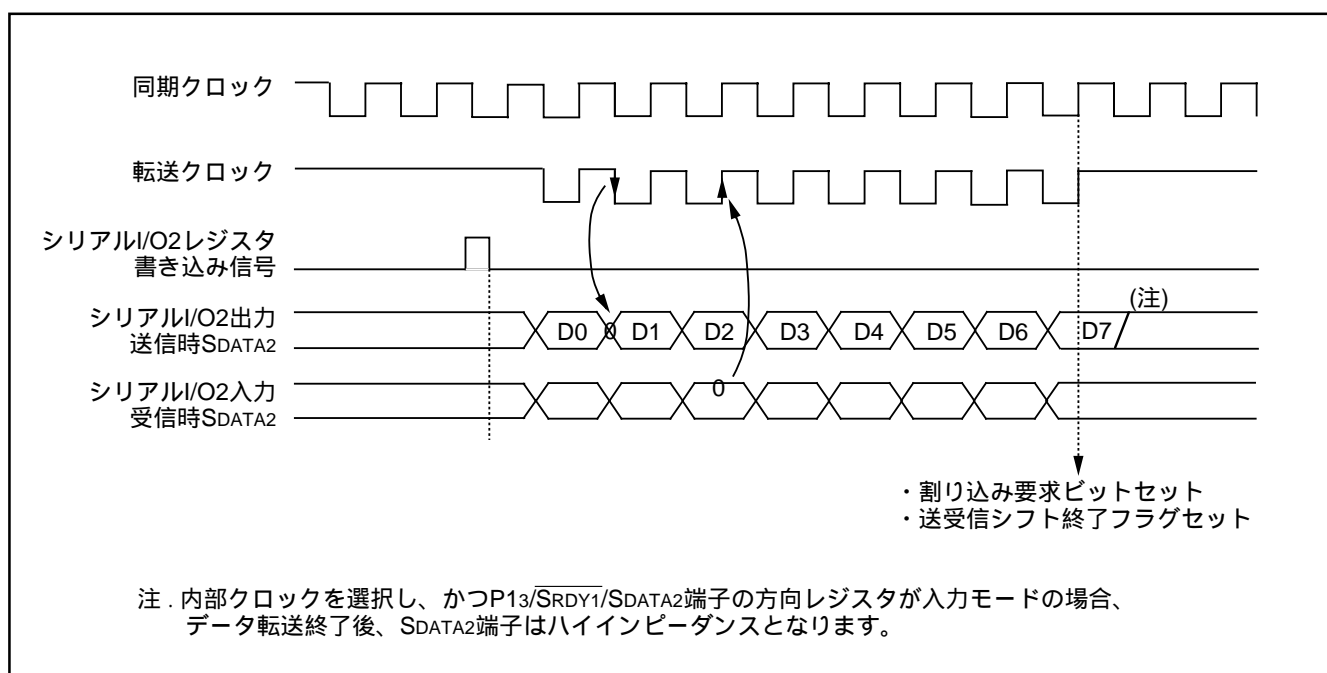 同期クロック
転送クロック
シリアルI/O2レジスタ
書き込み信号
シリアルI/O2出力
送信時SDATA2
D0 0 D1 D2 D3 D4 D5 D6 D7
(注)
シリアルI/O2入力
受信時SDATA2
0
・割り込み要求ビットセット
・送受信シフト終了フラグセット
注 . 内部クロックを選択し、かつP13/SRDY1/SDATA2端子の方向レジスタが入力モードの場合、
データ転送終了後、SDATA2端子はハイインピーダンスとなります。